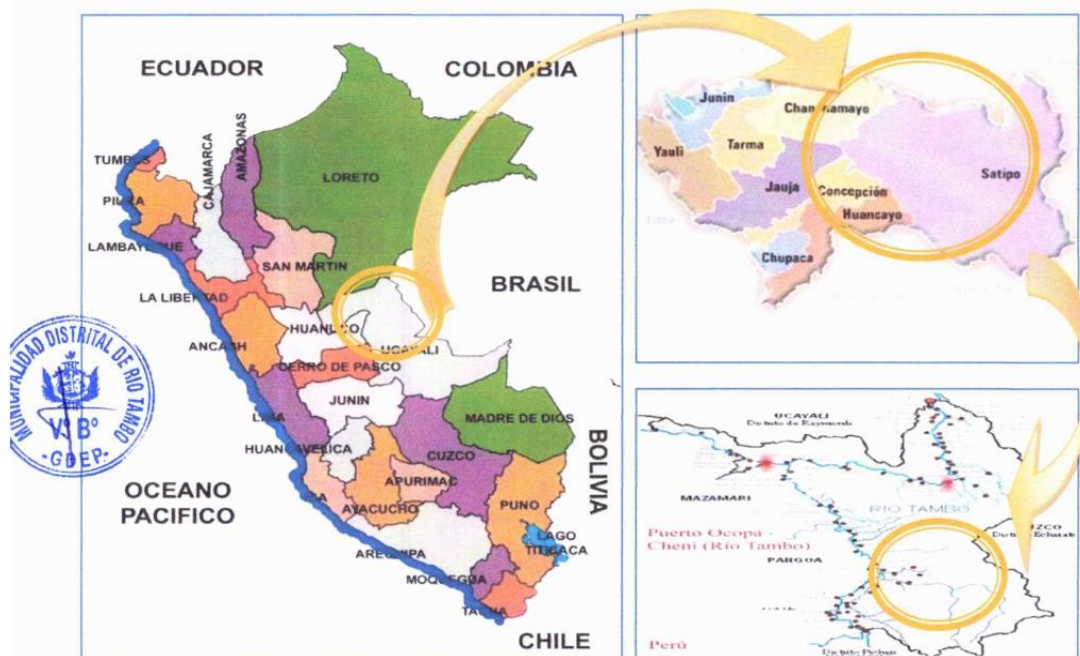 ECUADOR
COLOMBIA
TUMBES
CAJAMARCA
AMAZONAS
LORETO
PIURA
LAMBAYEQUE
SAN MARTIN
BRASIL
LA LIBERTAD
HUANUCO
ANCASH
UCAYALI
CERRO DE PASCO
JUNIN
LIMA
MADRE DE DIOS
HUANCAVELICA
CUZCO
BOLIVIA
APURIMAC
OCEANO
PACIFICO
AYACUCHO
PUNO
LAGO
TITICACA
AREQUIPA
MOQUEGUA
TACNA
CHILE
MUNICIPALIDAD DISTRITAL DE RIO TAMBO
V° B°
-GDEP-
Junin
Chanchamayo
Yauli
Tarma
Satipo
Jauja
Concepción
Huancayo
Chupaca
UCAYALI
MAZAMARI
RIO TAMBO
Puerto Ocopa -
Cheni (Río Tambo)
PANGOA
Perú